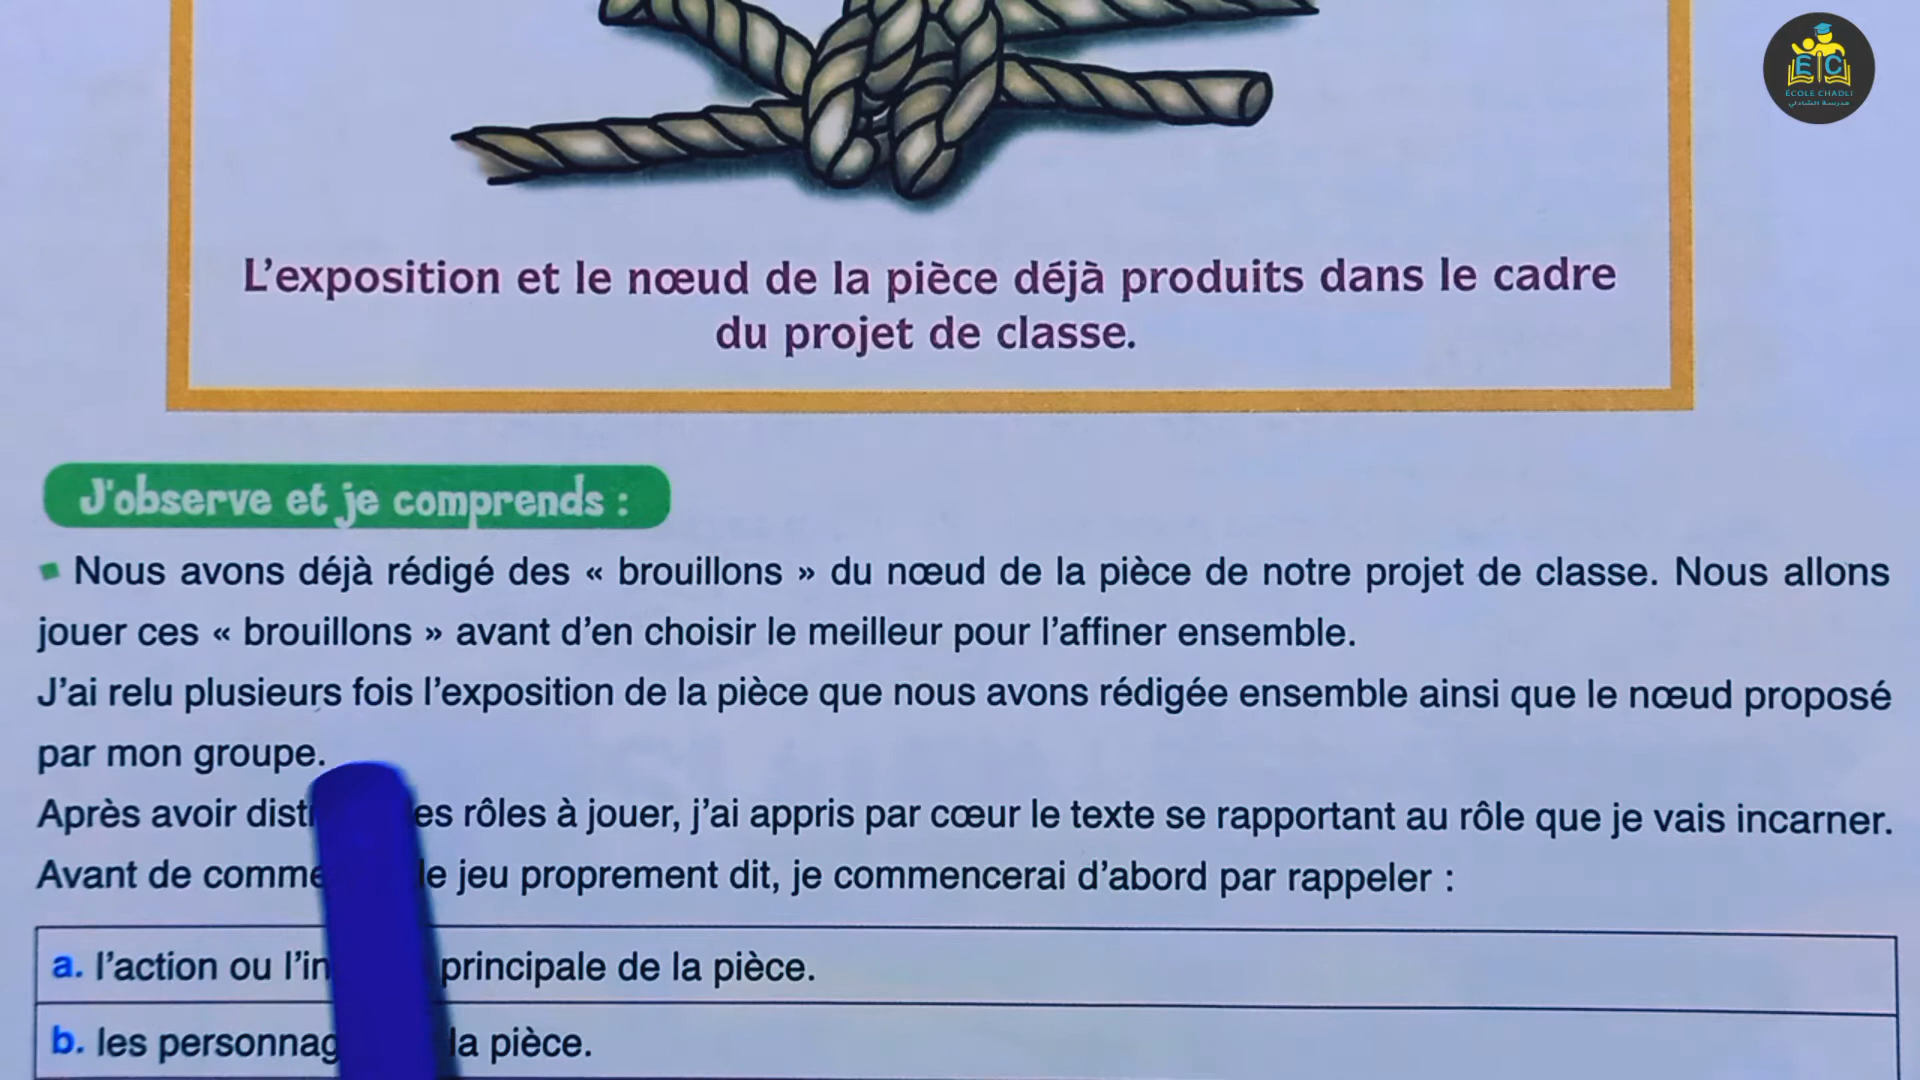 ETC
ÉCOLE CHADLI
مدرسة الشاذلي
L'exposition et le nœud de la pièce déjà produits dans le cadre
du projet de classe.
J'observe et je comprends :
▪ Nous avons déjà rédigé des « brouillons » du nœud de la pièce de notre projet de classe. Nous allons
jouer ces « brouillons » avant d'en choisir le meilleur pour l'affiner ensemble.
J'ai relu plusieurs fois l'exposition de la pièce que nous avons rédigée ensemble ainsi que le nœud proposé
par mon groupe.
Après avoir es rôles à jouer, j'ai appris par cœur le texte se rapportant au rôle que je vais incarner.
Avant de le jeu proprement dit, je commencerai d'abord par rappeler :
a. l'action ou principale de la pièce.
b. les la pièce.